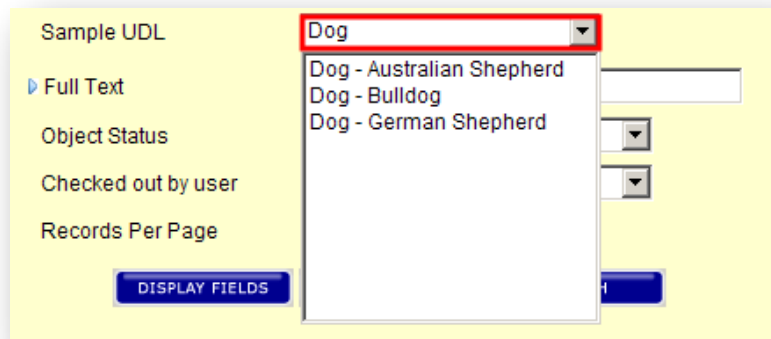 Sample UDL Dog
Dog - Australian Shepherd
Full Text
Dog - Bulldog
Dog - German Shepherd
Object Status
Checked out by user
Records Per Page
DISPLAY FIELDS